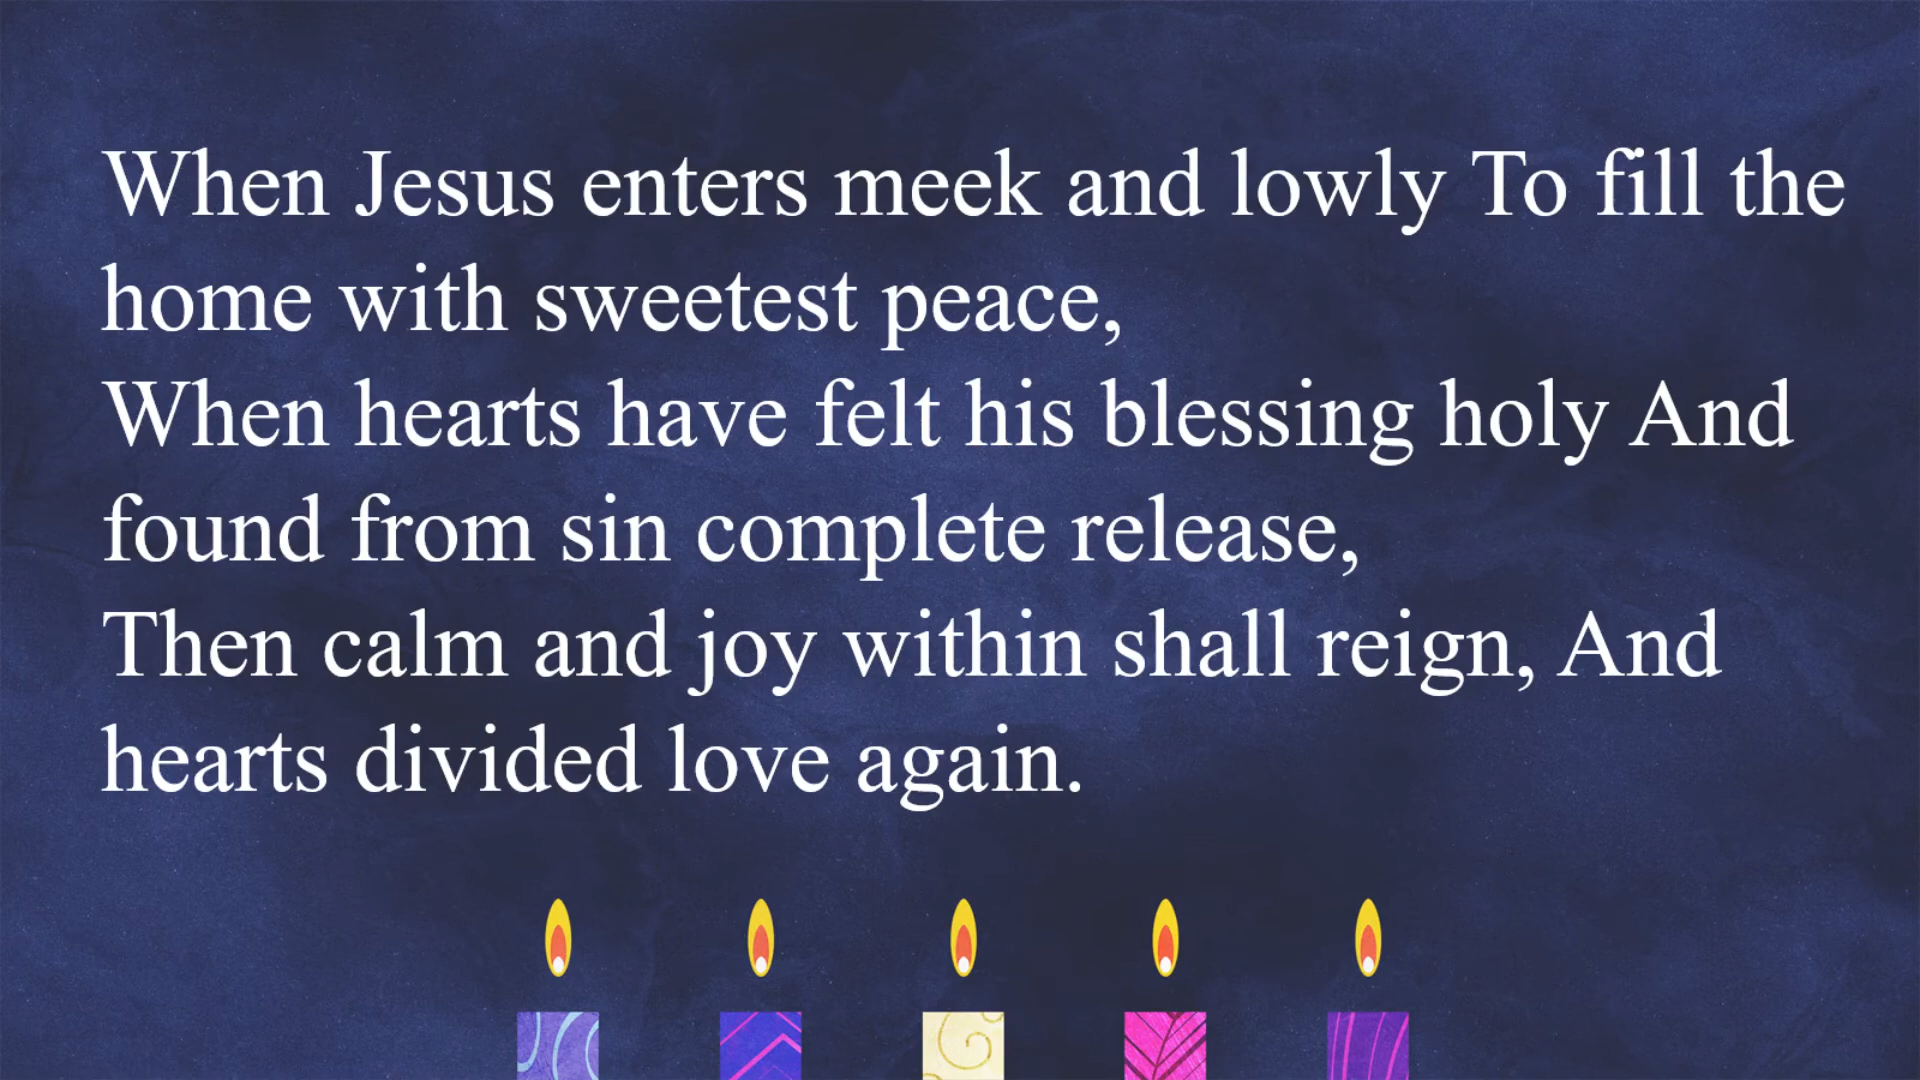 When Jesus enters meek and lowly To fill the
home with sweetest peace,
When hearts have felt his blessing holy And
found from sin complete release,
Then calm and joy within shall reign, And
hearts divided love again.